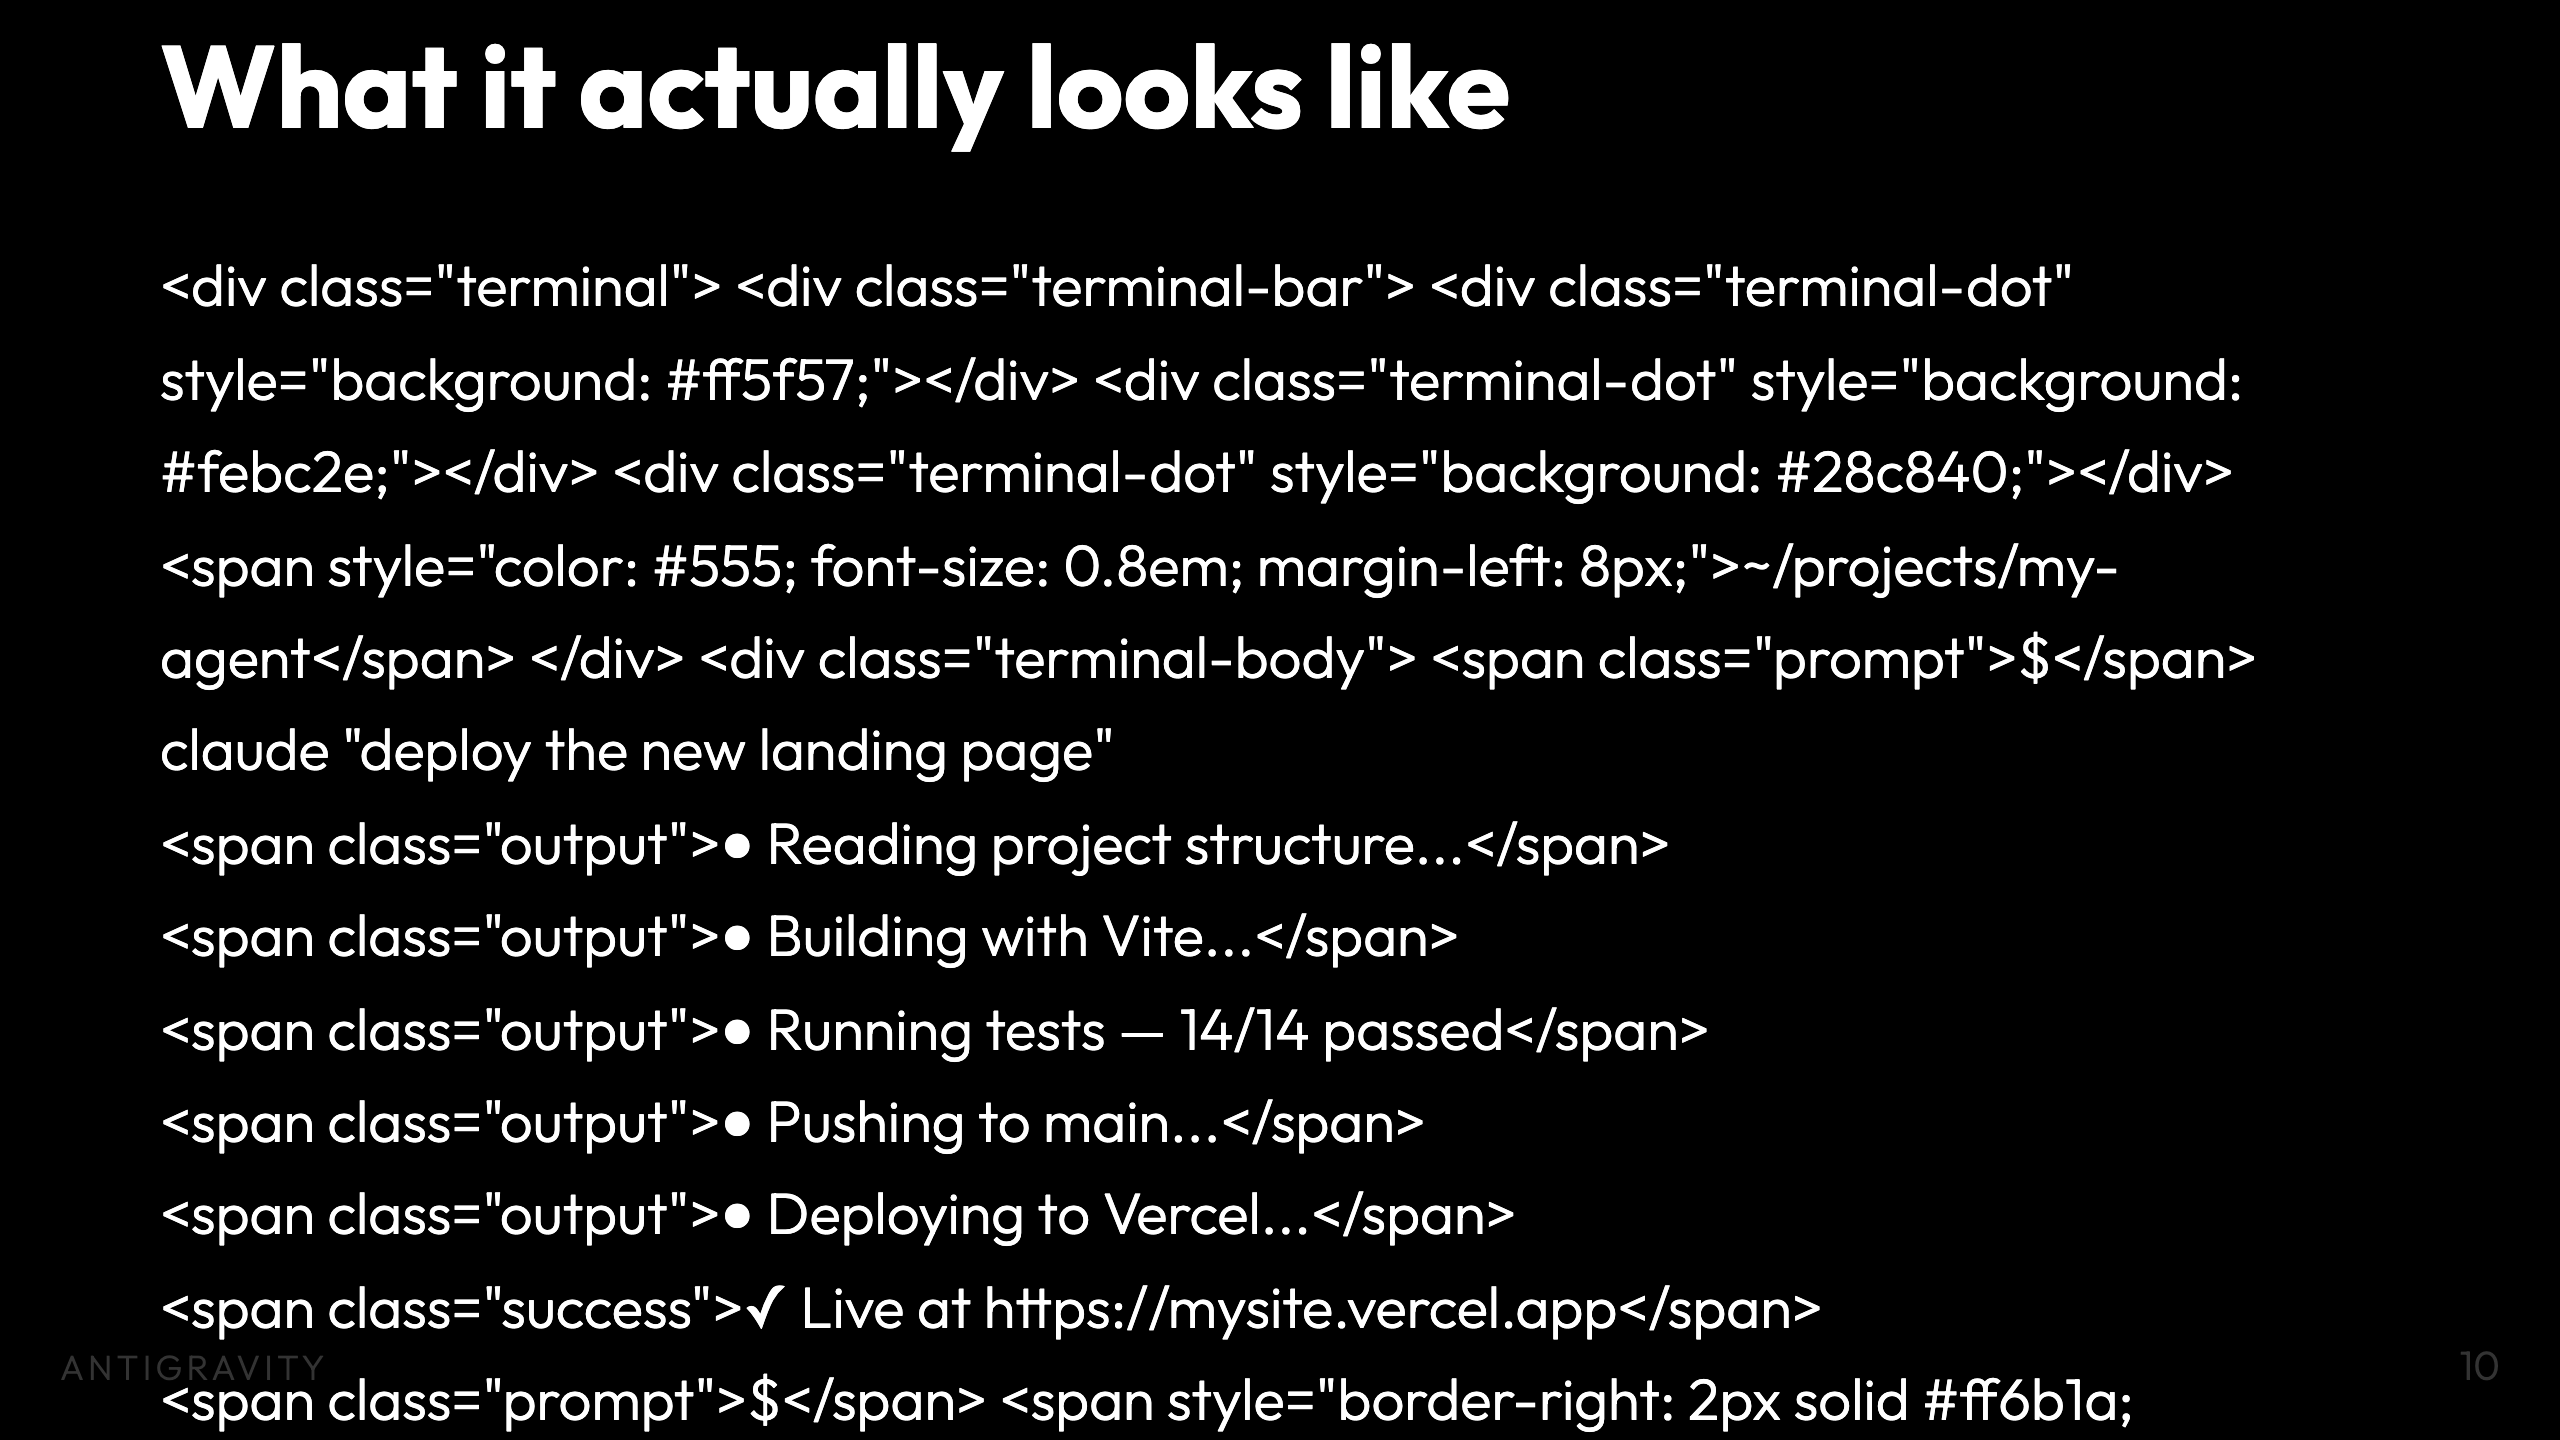 What it actually looks like
<div class="terminal"> <div class="terminal-bar"> <div class="terminal-dot"
style="background: #ff5f57;"></div> <div class="terminal-dot" style="background:
#febc2e;"></div> <div class="terminal-dot" style="background: #28c840;"></div>
<span style="color: #555; font-size: 0.8em; margin-left: 8px;">~/projects/my-
agent</span> </div> <div class="terminal-body"> <span class="prompt">$</span>
claude "deploy the new landing page"
<span class="output">● Reading project structure...</span>
<span class="output">● Building with Vite...</span>
<span class="output">● Running tests — 14/14 passed</span>
<span class="output">● Pushing to main...</span>
<span class="output">● Deploying to Vercel...</span>
<span class="success">✓ Live at https://mysite.vercel.app</span>
ANTIGRAVITY
10
<span class="prompt">$</span> <span style="border-right: 2px solid #ff6b1a;